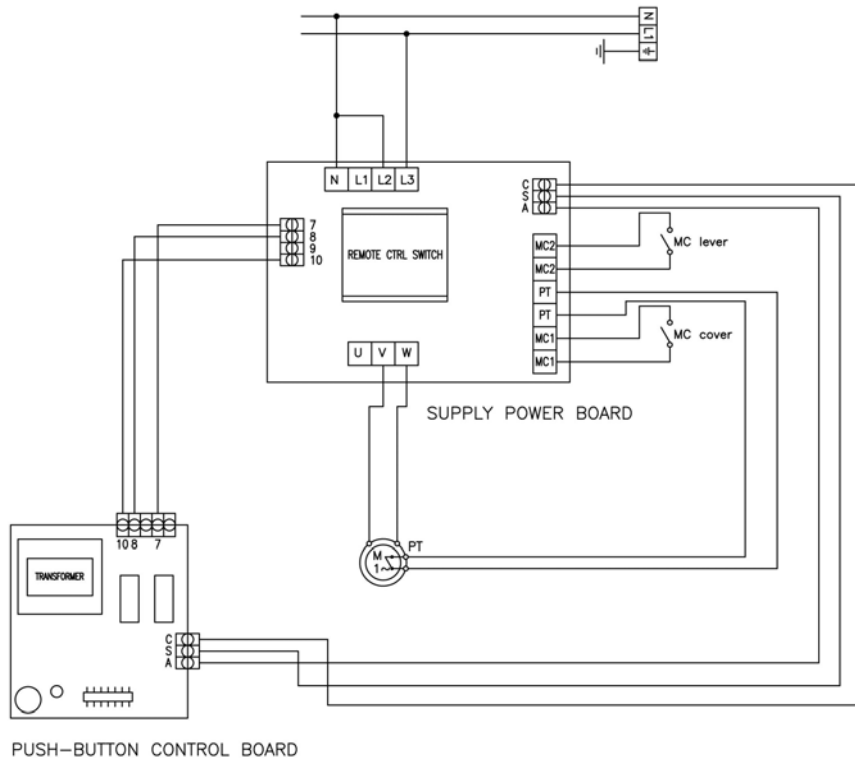 N
L1
N L1 L2 L3
C
S
A
7
8
9
10
REMOTE CTRL SWITCH
MC2
MC2
PT
PT
MC1
MC1
MC lever
MC cover
U V W
SUPPLY POWER BOARD
PT
M
1~
10 8 7
TRANSFORMER
C
S
A
PUSH-BUTTON CONTROL BOARD